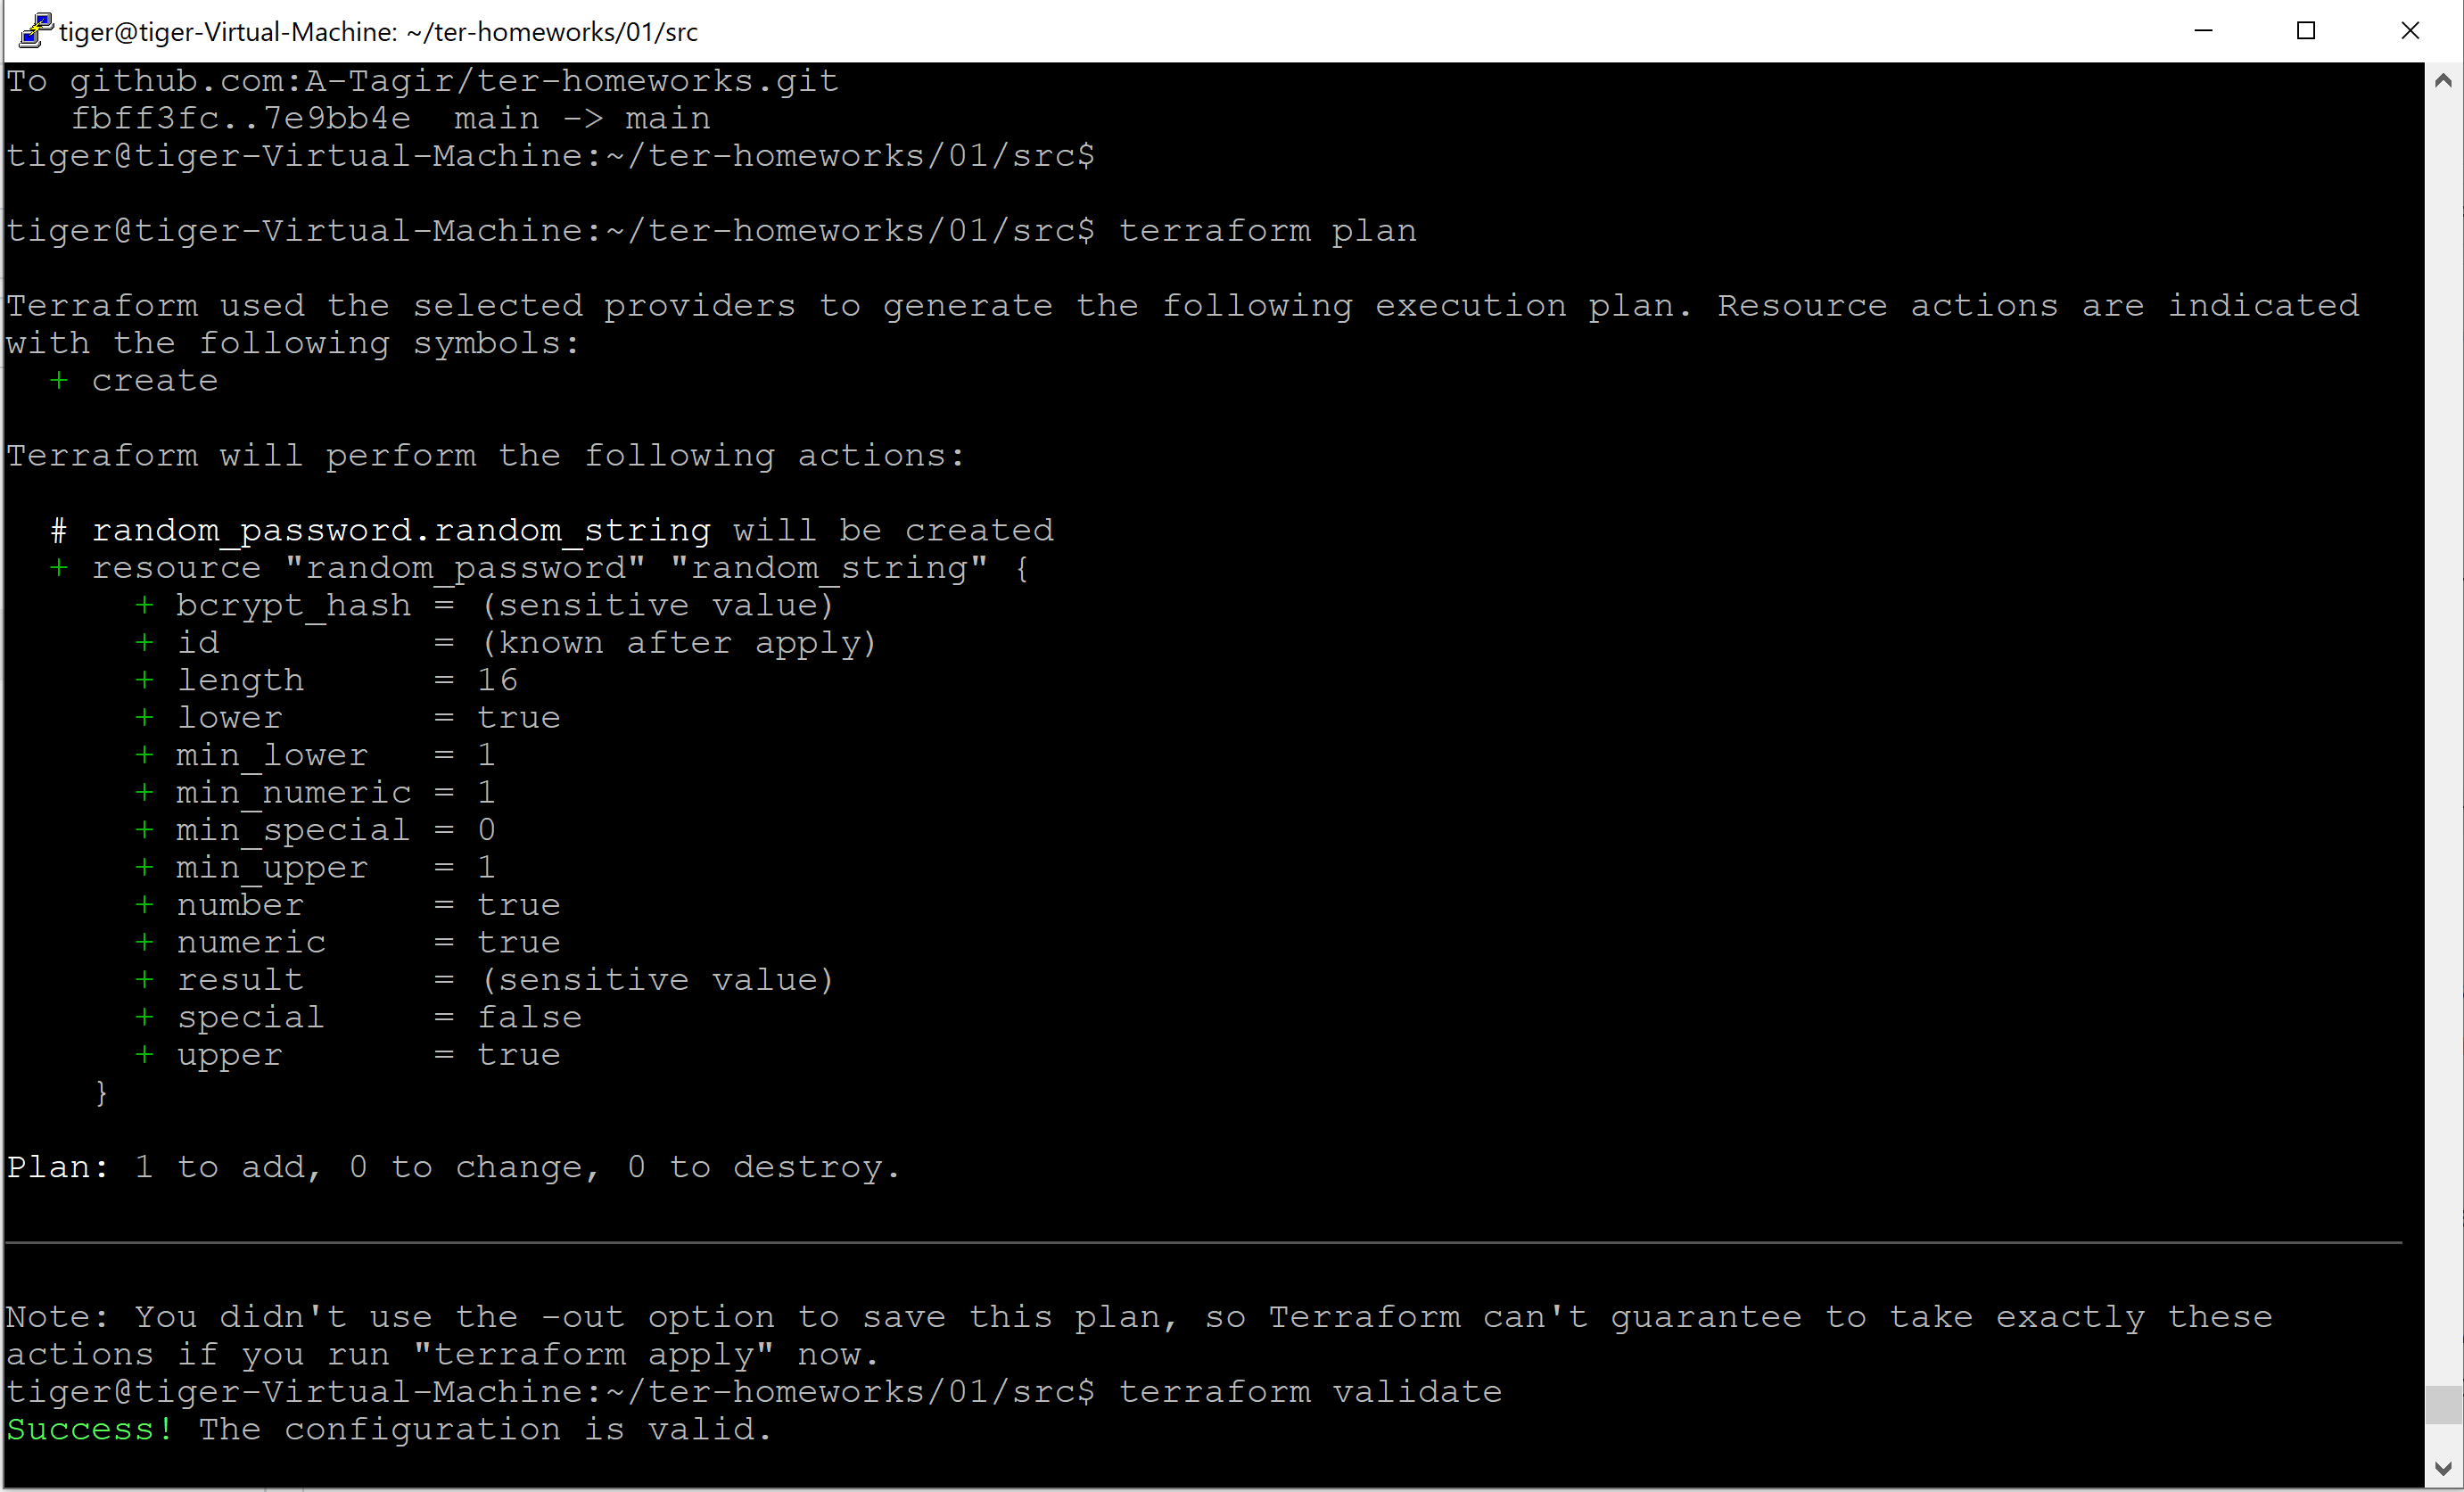 tiger@tiger-Virtual-Machine: ~/ter-homeworks/01/src
To github.com:A-Tagir/ter-homeworks.git
   fbff3fc..7e9bb4e  main -> main
tiger@tiger-Virtual-Machine:~/ter-homeworks/01/src$
tiger@tiger-Virtual-Machine:~/ter-homeworks/01/src$ terraform plan
Terraform used the selected providers to generate the following execution plan. Resource actions are indicated
with the following symbols:
  + create
Terraform will perform the following actions:
  # random_password.random_string will be created
  + resource "random_password" "random_string" {
      + bcrypt_hash = (sensitive value)
      + id          = (known after apply)
      + length      = 16
      + lower       = true
      + min_lower   = 1
      + min_numeric = 1
      + min_special = 0
      + min_upper   = 1
      + number      = true
      + numeric     = true
      + result      = (sensitive value)
      + special     = false
      + upper       = true
    }
Plan: 1 to add, 0 to change, 0 to destroy.
Note: You didn't use the -out option to save this plan, so Terraform can't guarantee to take exactly these
actions if you run "terraform apply" now.
tiger@tiger-Virtual-Machine:~/ter-homeworks/01/src$ terraform validate
Success! The configuration is valid.